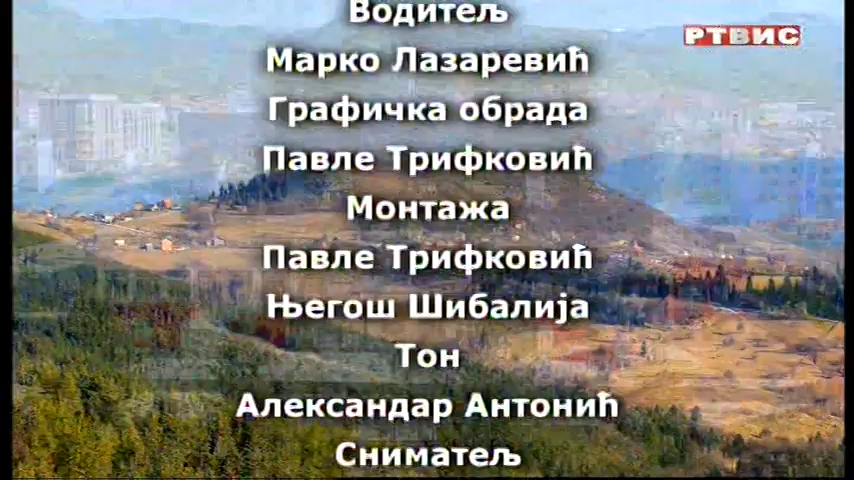 Водитељ
РТВИС
Марко Лазаревић
Графичка обрада
Павле Трифковић
Монтажа
Павле Трифковић
Његош Шибалија
Тон
Александар Антонић
Сниматељ